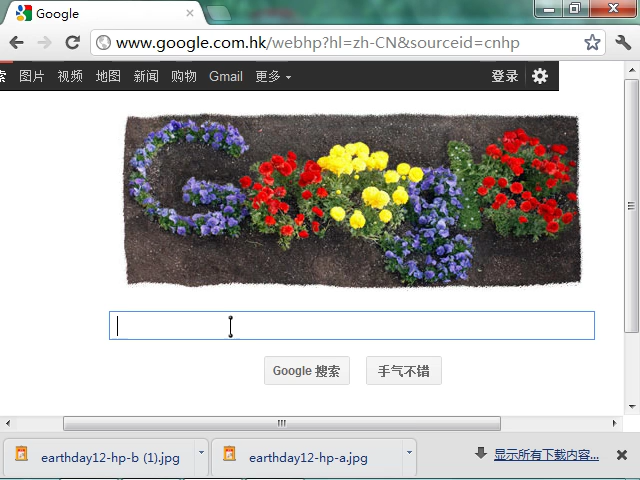 Google
www.google.com.hk/webhp?hl=zh-CN&sourceid=cnhp
索 图片 视频 地图 新闻 购物 Gmail 更多 登录
Google
Google 搜索 手气不错
earthday12-hp-b (1).jpg earthday12-hp-a.jpg 显示所有下载内容...